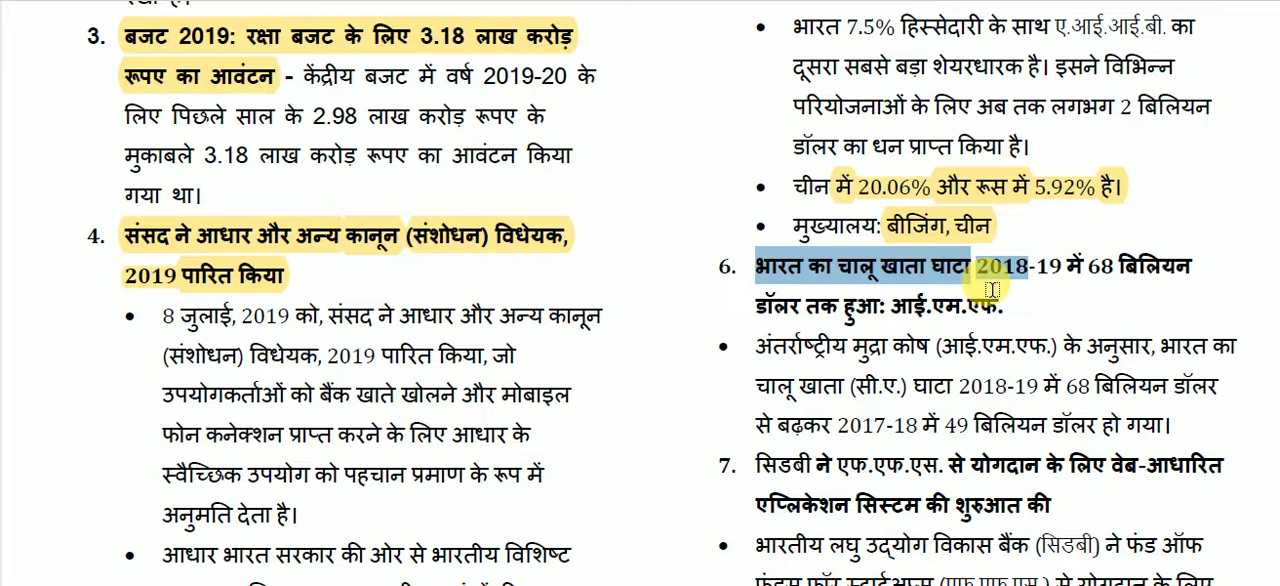 3. बजट 2019: रक्षा बजट के लिए 3.18 लाख करोड़
रूपए का आवंटन - केंद्रीय बजट में वर्ष 2019-20 के
लिए पिछले साल के 2.98 लाख करोड़ रूपए के
मुकाबले 3.18 लाख करोड़ रूपए का आवंटन किया
गया था।
4. संसद ने आधार और अन्य कानून (संशोधन) विधेयक,
2019 पारित किया
• 8 जुलाई, 2019 को, संसद ने आधार और अन्य कानून
(संशोधन) विधेयक, 2019 पारित किया, जो
उपयोगकर्ताओं को बैंक खाते खोलने और मोबाइल
फोन कनेक्शन प्राप्त करने के लिए आधार के
स्वैच्छिक उपयोग को पहचान प्रमाण के रूप में
अनुमति देता है।
• आधार भारत सरकार की ओर से भारतीय विशिष्ट
• भारत 7.5% हिस्सेदारी के साथ ए.आई.आई.बी. का
दूसरा सबसे बड़ा शेयरधारक है। इसने विभिन्न
परियोजनाओं के लिए अब तक लगभग 2 बिलियन
डॉलर का धन प्राप्त किया है।
• चीन में 20.06% और रूस में 5.92% है।
• मुख्यालय: बीजिंग, चीन
6. भारत का चालू खाता घाटा 2018-19 में 68 बिलियन
डॉलर तक हुआ: आई.एम.एफ.
• अंतर्राष्ट्रीय मुद्रा कोष (आई.एम.एफ.) के अनुसार, भारत का
चालू खाता (सी.ए.) घाटा 2018-19 में 68 बिलियन डॉलर
से बढ़कर 2017-18 में 49 बिलियन डॉलर हो गया।
7. सिडबी ने एफ.एफ.एस. से योगदान के लिए वेब-आधारित
एप्लिकेशन सिस्टम की शुरुआत की
• भारतीय लघु उद्योग विकास बैंक (सिडबी) ने फंड ऑफ